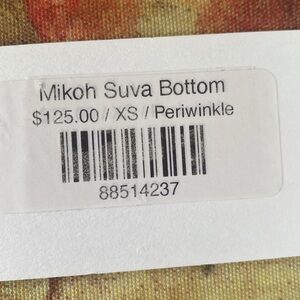 Mikoh Suva Bottom
$125.00 / XS / Periwinkle
88514237